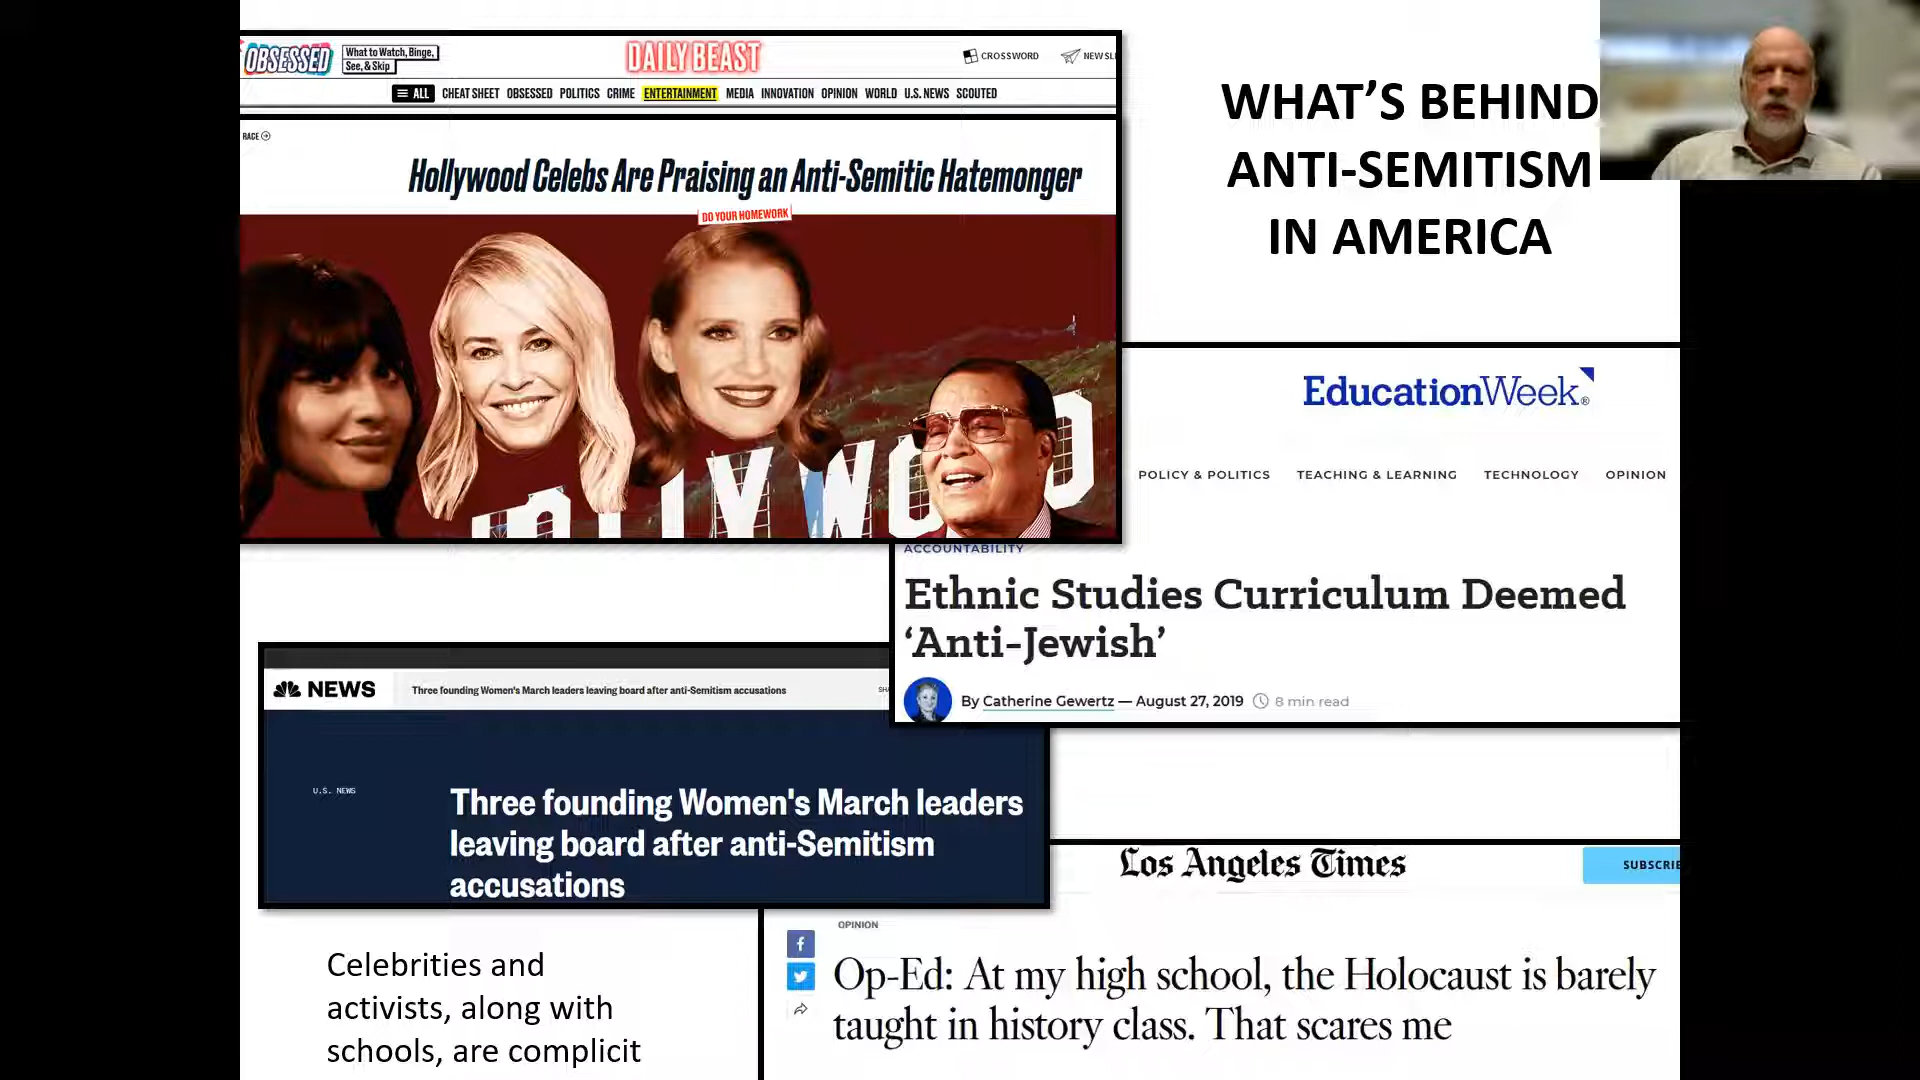 OBSESSED
What to Watch, Binge,
See, & Skip
DAILY BEAST
CROSSWORD
ALL CHEAT SHEET OBSESSED POLITICS CRIME ENTERTAINMENT MEDIA INNOVATION OPINION WORLD U.S. NEWS SCOUTED
RACE
Hollywood Celebs Are Praising an Anti-Semitic Hatemonger
DO YOUR HOMEWORK
WHAT’S BEHIND
ANTI-SEMITISM
IN AMERICA
EducationWeek®
POLICY & POLITICS TEACHING & LEARNING TECHNOLOGY OPINION
ACCOUNTABILITY
Ethnic Studies Curriculum Deemed
‘Anti-Jewish’
By Catherine Gewertz — August 27, 2019 8 min read
NEWS
Three founding Women's March leaders leaving board after anti-Semitism accusations
U.S. NEWS
Three founding Women's March leaders
leaving board after anti-Semitism
accusations
Los Angeles Times
OPINION
Op-Ed: At my high school, the Holocaust is barely
taught in history class. That scares me
Celebrities and
activists, along with
schools, are complicit